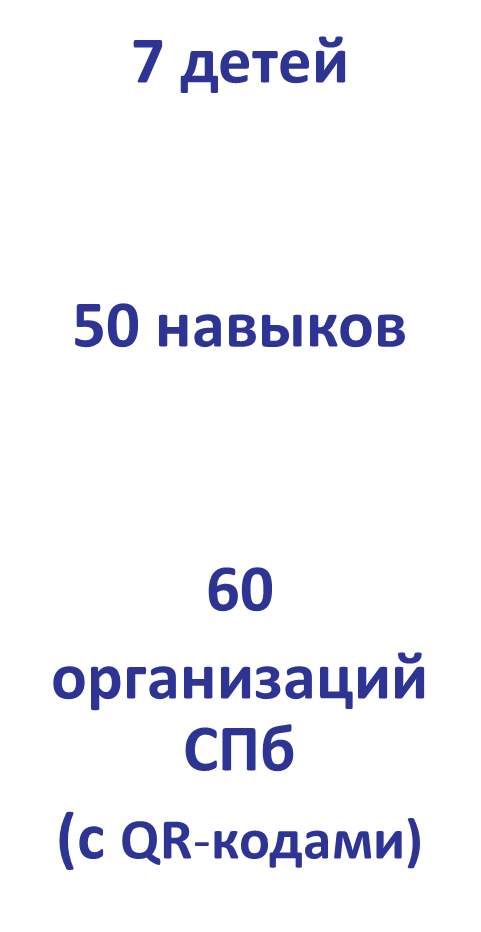 7 детей
50 навыков
60
организаций
СПб
(с QR-кодами)